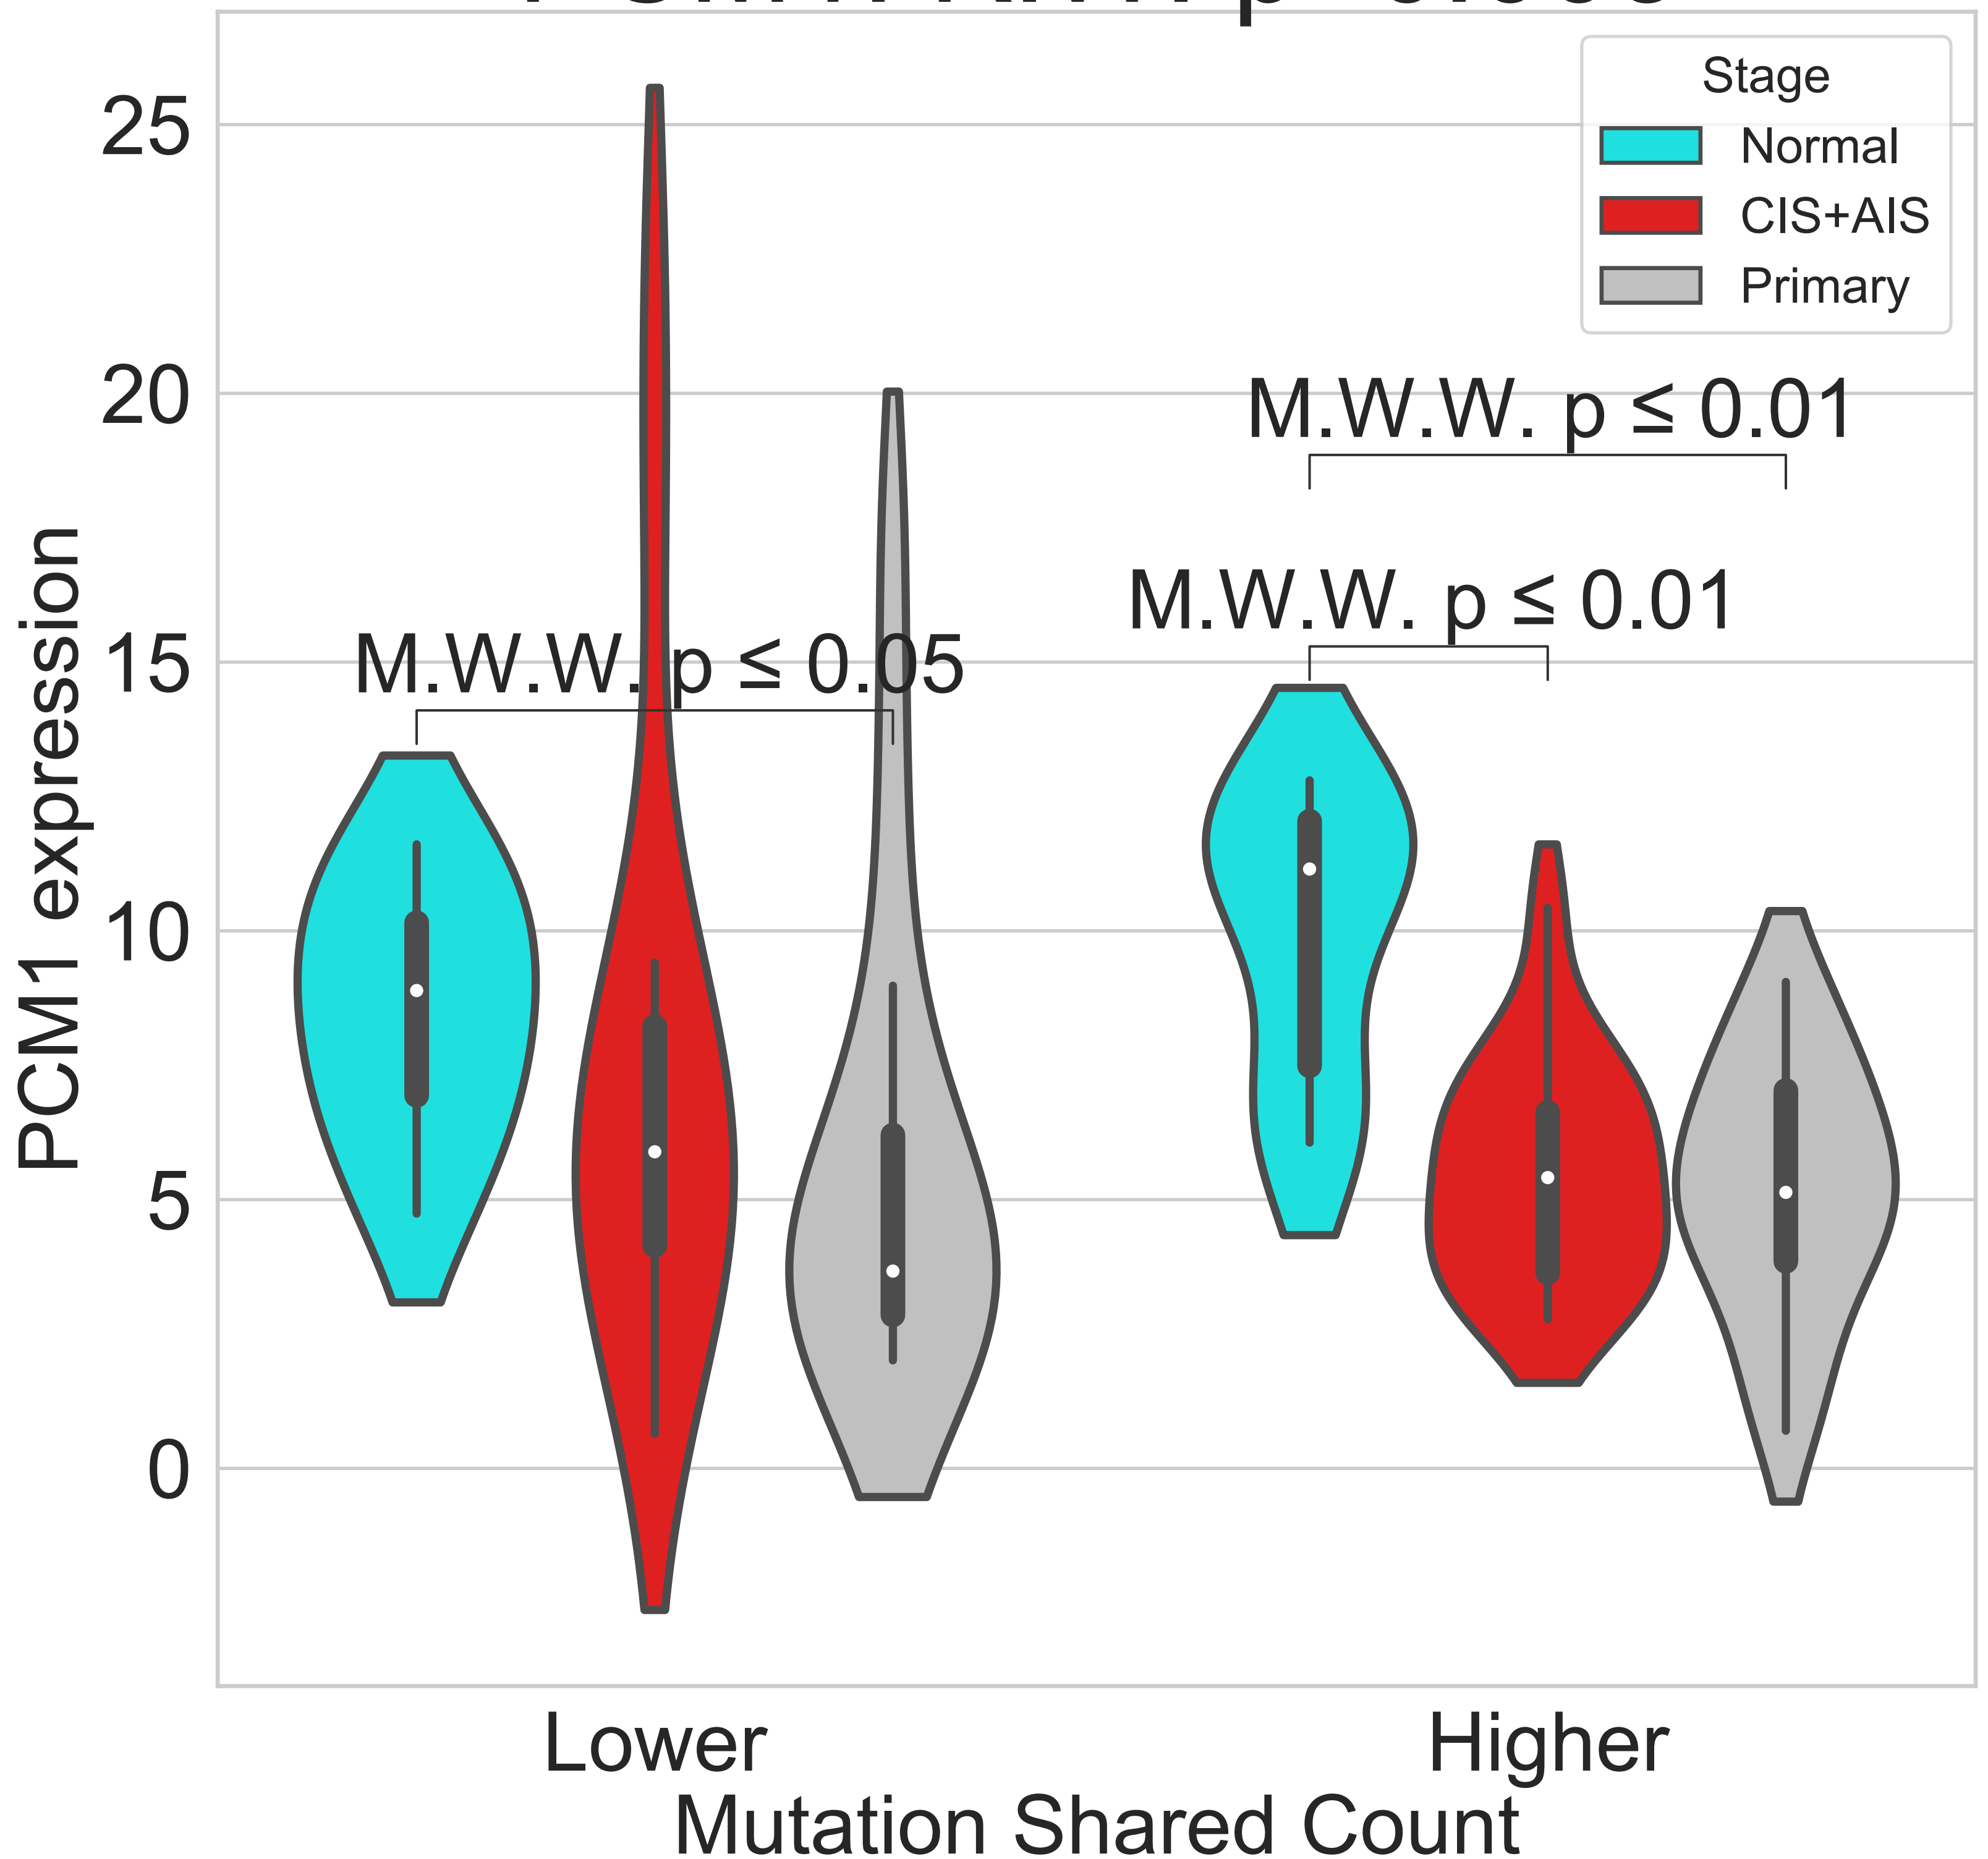 Stage
Normal
CIS+AIS
Primary
25
20
15
10
5
0
PCM1 expression
M.W.W. p ≤ 0.01
M.W.W. p ≤ 0.01
M.W.W. p ≤ 0.05
Lower
Higher
Mutation Shared Count